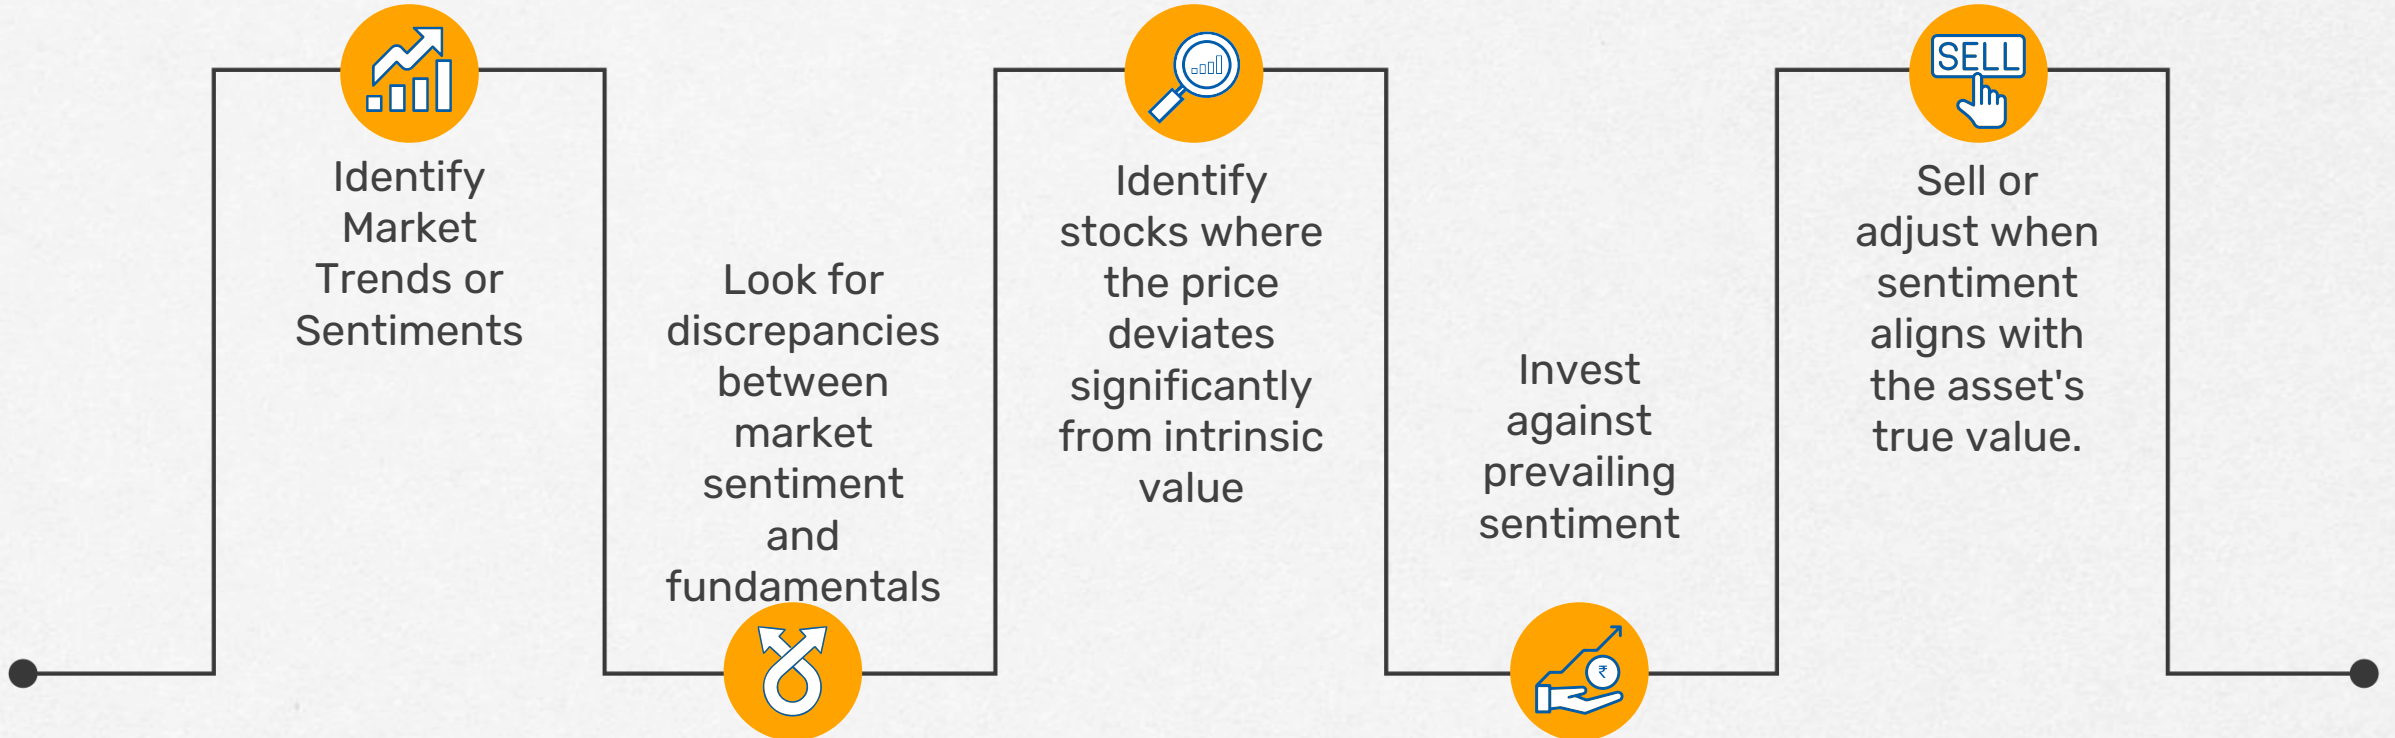 Identify
Market
Trends or
Sentiments
Look for
discrepancies
between
market
sentiment
and
fundamentals
Identify
stocks where
the price
deviates
significantly
from intrinsic
value
Invest
against
prevailing
sentiment
₹
SELL
Sell or
adjust when
sentiment
aligns with
the asset's
true value.